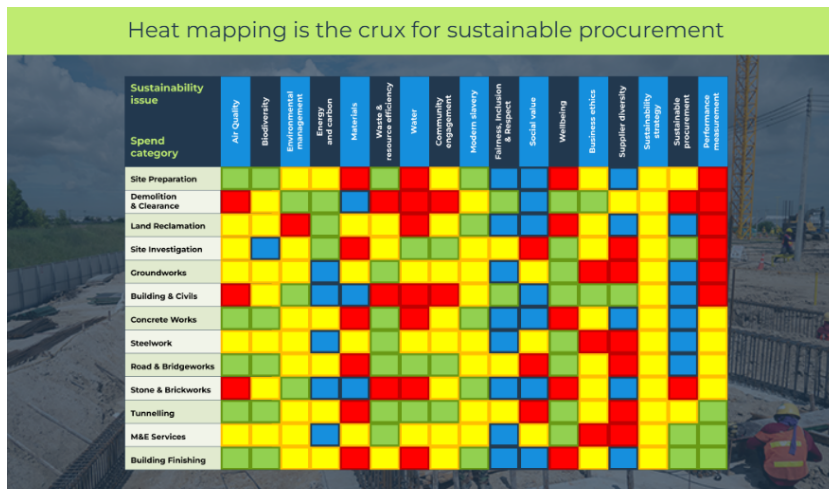 Heat mapping is the crux for sustainable procurement
Sustainability
issue
Spend
category
Air Quality
Biodiversity
Environmental
management
Energy
and carbon
Materials
Waste &
resource efficiency
Water
Community
engagement
Modern slavery
Fairness, Inclusion
& Respect
Social value
Wellbeing
Business ethics
Supplier diversity
Sustainability
strategy
Sustainable
procurement
Performance
measurement
Site Preparation
Demolition
& Clearance
Land Reclamation
Site Investigation
Groundworks
Building & Civils
Concrete Works
Steelwork
Road & Bridgeworks
Stone & Brickworks
Tunnelling
M&E Services
Building Finishing